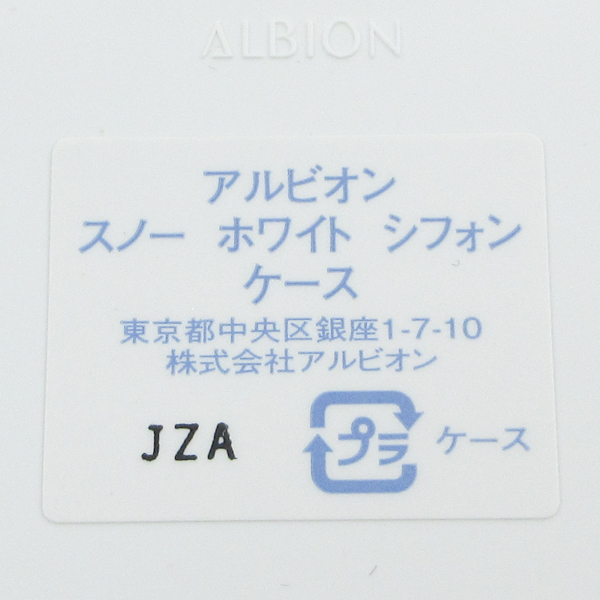 ALBION
アルビオン
スノー ホワイト シフォン
ケース
東京都中央区銀座1-7-10
株式会社アルビオン
JZA プラ ケース